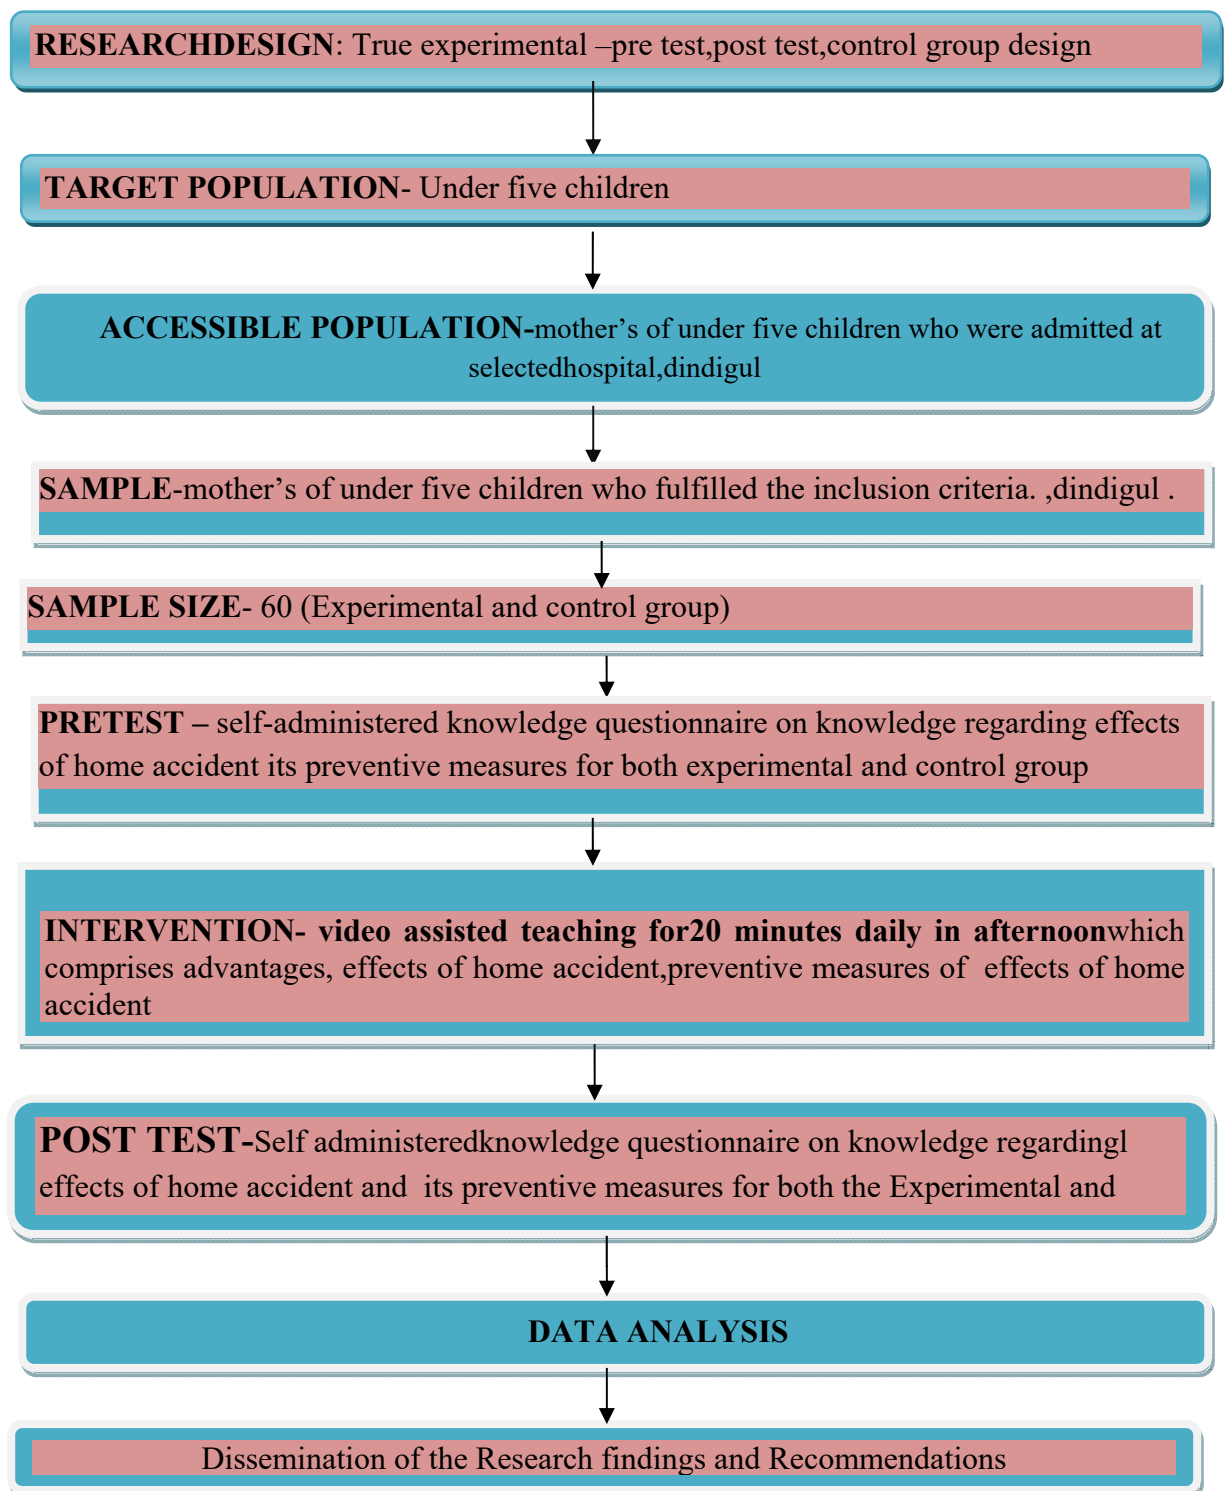 RESEARCHDESIGN: True experimental –pre test,post test,control group design
TARGET POPULATION- Under five children
ACCESSIBLE POPULATION-mother’s of under five children who were admitted at
selectedhospital,dindigul
SAMPLE-mother’s of under five children who fulfilled the inclusion criteria. ,dindigul .
SAMPLE SIZE- 60 (Experimental and control group)
PRETEST – self-administered knowledge questionnaire on knowledge regarding effects
of home accident its preventive measures for both experimental and control group
INTERVENTION- video assisted teaching for20 minutes daily in afternoonwhich
comprises advantages, effects of home accident,preventive measures of effects of home
accident
POST TEST-Self administeredknowledge questionnaire on knowledge regardingl
effects of home accident and its preventive measures for both the Experimental and
DATA ANALYSIS
Dissemination of the Research findings and Recommendations